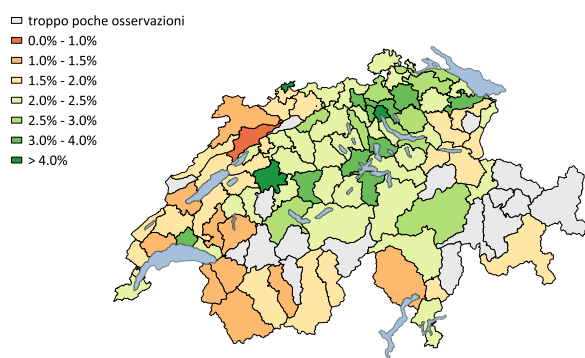 troppo poche osservazioni
0.0% - 1.0%
1.0% - 1.5%
1.5% - 2.0%
2.0% - 2.5%
2.5% - 3.0%
3.0% - 4.0%
> 4.0%